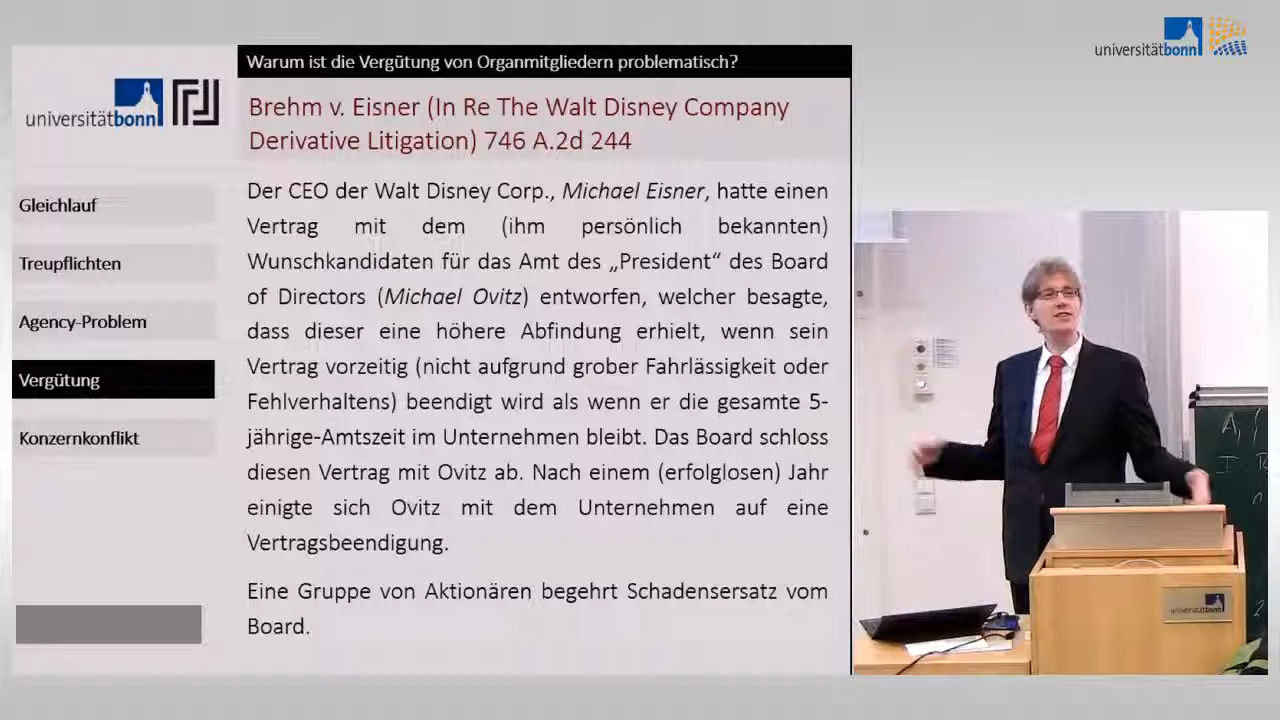 universitätbonn
Warum ist die Vergütung von Organmitgliedern problematisch?
universitätbonn
Brehm v. Eisner (In Re The Walt Disney Company
Derivative Litigation) 746 A.2d 244
Gleichlauf
Treupflichten
Agency-Problem
Vergütung
Konzernkonflikt
Der CEO der Walt Disney Corp., Michael Eisner, hatte einen
Vertrag mit dem (ihm persönlich bekannten)
Wunschkandidaten für das Amt des „President“ des Board
of Directors (Michael Ovitz) entworfen, welcher besagte,
dass dieser eine höhere Abfindung erhielt, wenn sein
Vertrag vorzeitig (nicht aufgrund grober Fahrlässigkeit oder
Fehlverhaltens) beendigt wird als wenn er die gesamte 5-
jährige-Amtszeit im Unternehmen bleibt. Das Board schloss
diesen Vertrag mit Ovitz ab. Nach einem (erfolglosen) Jahr
einigte sich Ovitz mit dem Unternehmen auf eine
Vertragsbeendigung.
Eine Gruppe von Aktionären begehrt Schadensersatz vom
Board.
universitätbonn